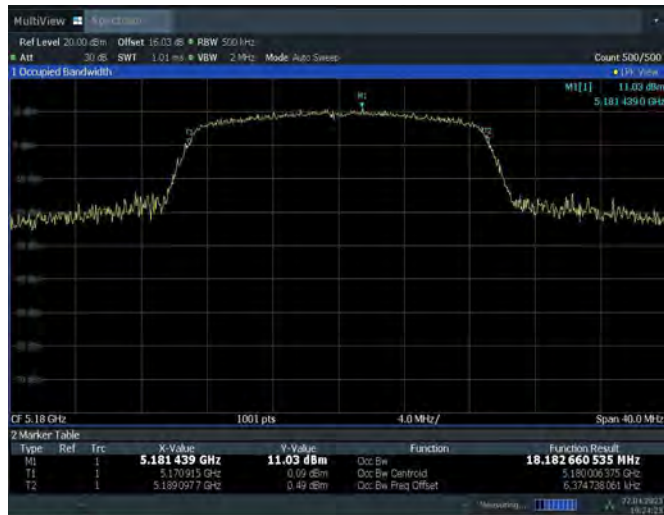 MultiView Spectrum
Ref Level 20.00 dBm Offset 16.03 dB RBW 500 kHz
Att 30 dB SWT 1.01 ms VBW 2 MHz Mode Auto Sweep Count 500/500
1 Occupied Bandwidth 1Pk View
M1[1] 11.03 dBm
5.181 4390 GHz
M1
T1
T2
CF 5.18 GHz 1001 pts 4.0 MHz/ Span 40.0 MHz
2 Marker Table
Type Ref Trc X-Value Y-Value Function Function Result
M1 1 5.181 439 GHz 11.03 dBm Occ Bw 18.182 660 535 MHz
T1 1 5.170 915 GHz 0.09 dBm Occ Bw Centroid 5.180 006 375 GHz
T2 1 5.189 0977 GHz 0.49 dBm Occ Bw Freq Offset 6.374 738 061 kHz
Measuring...